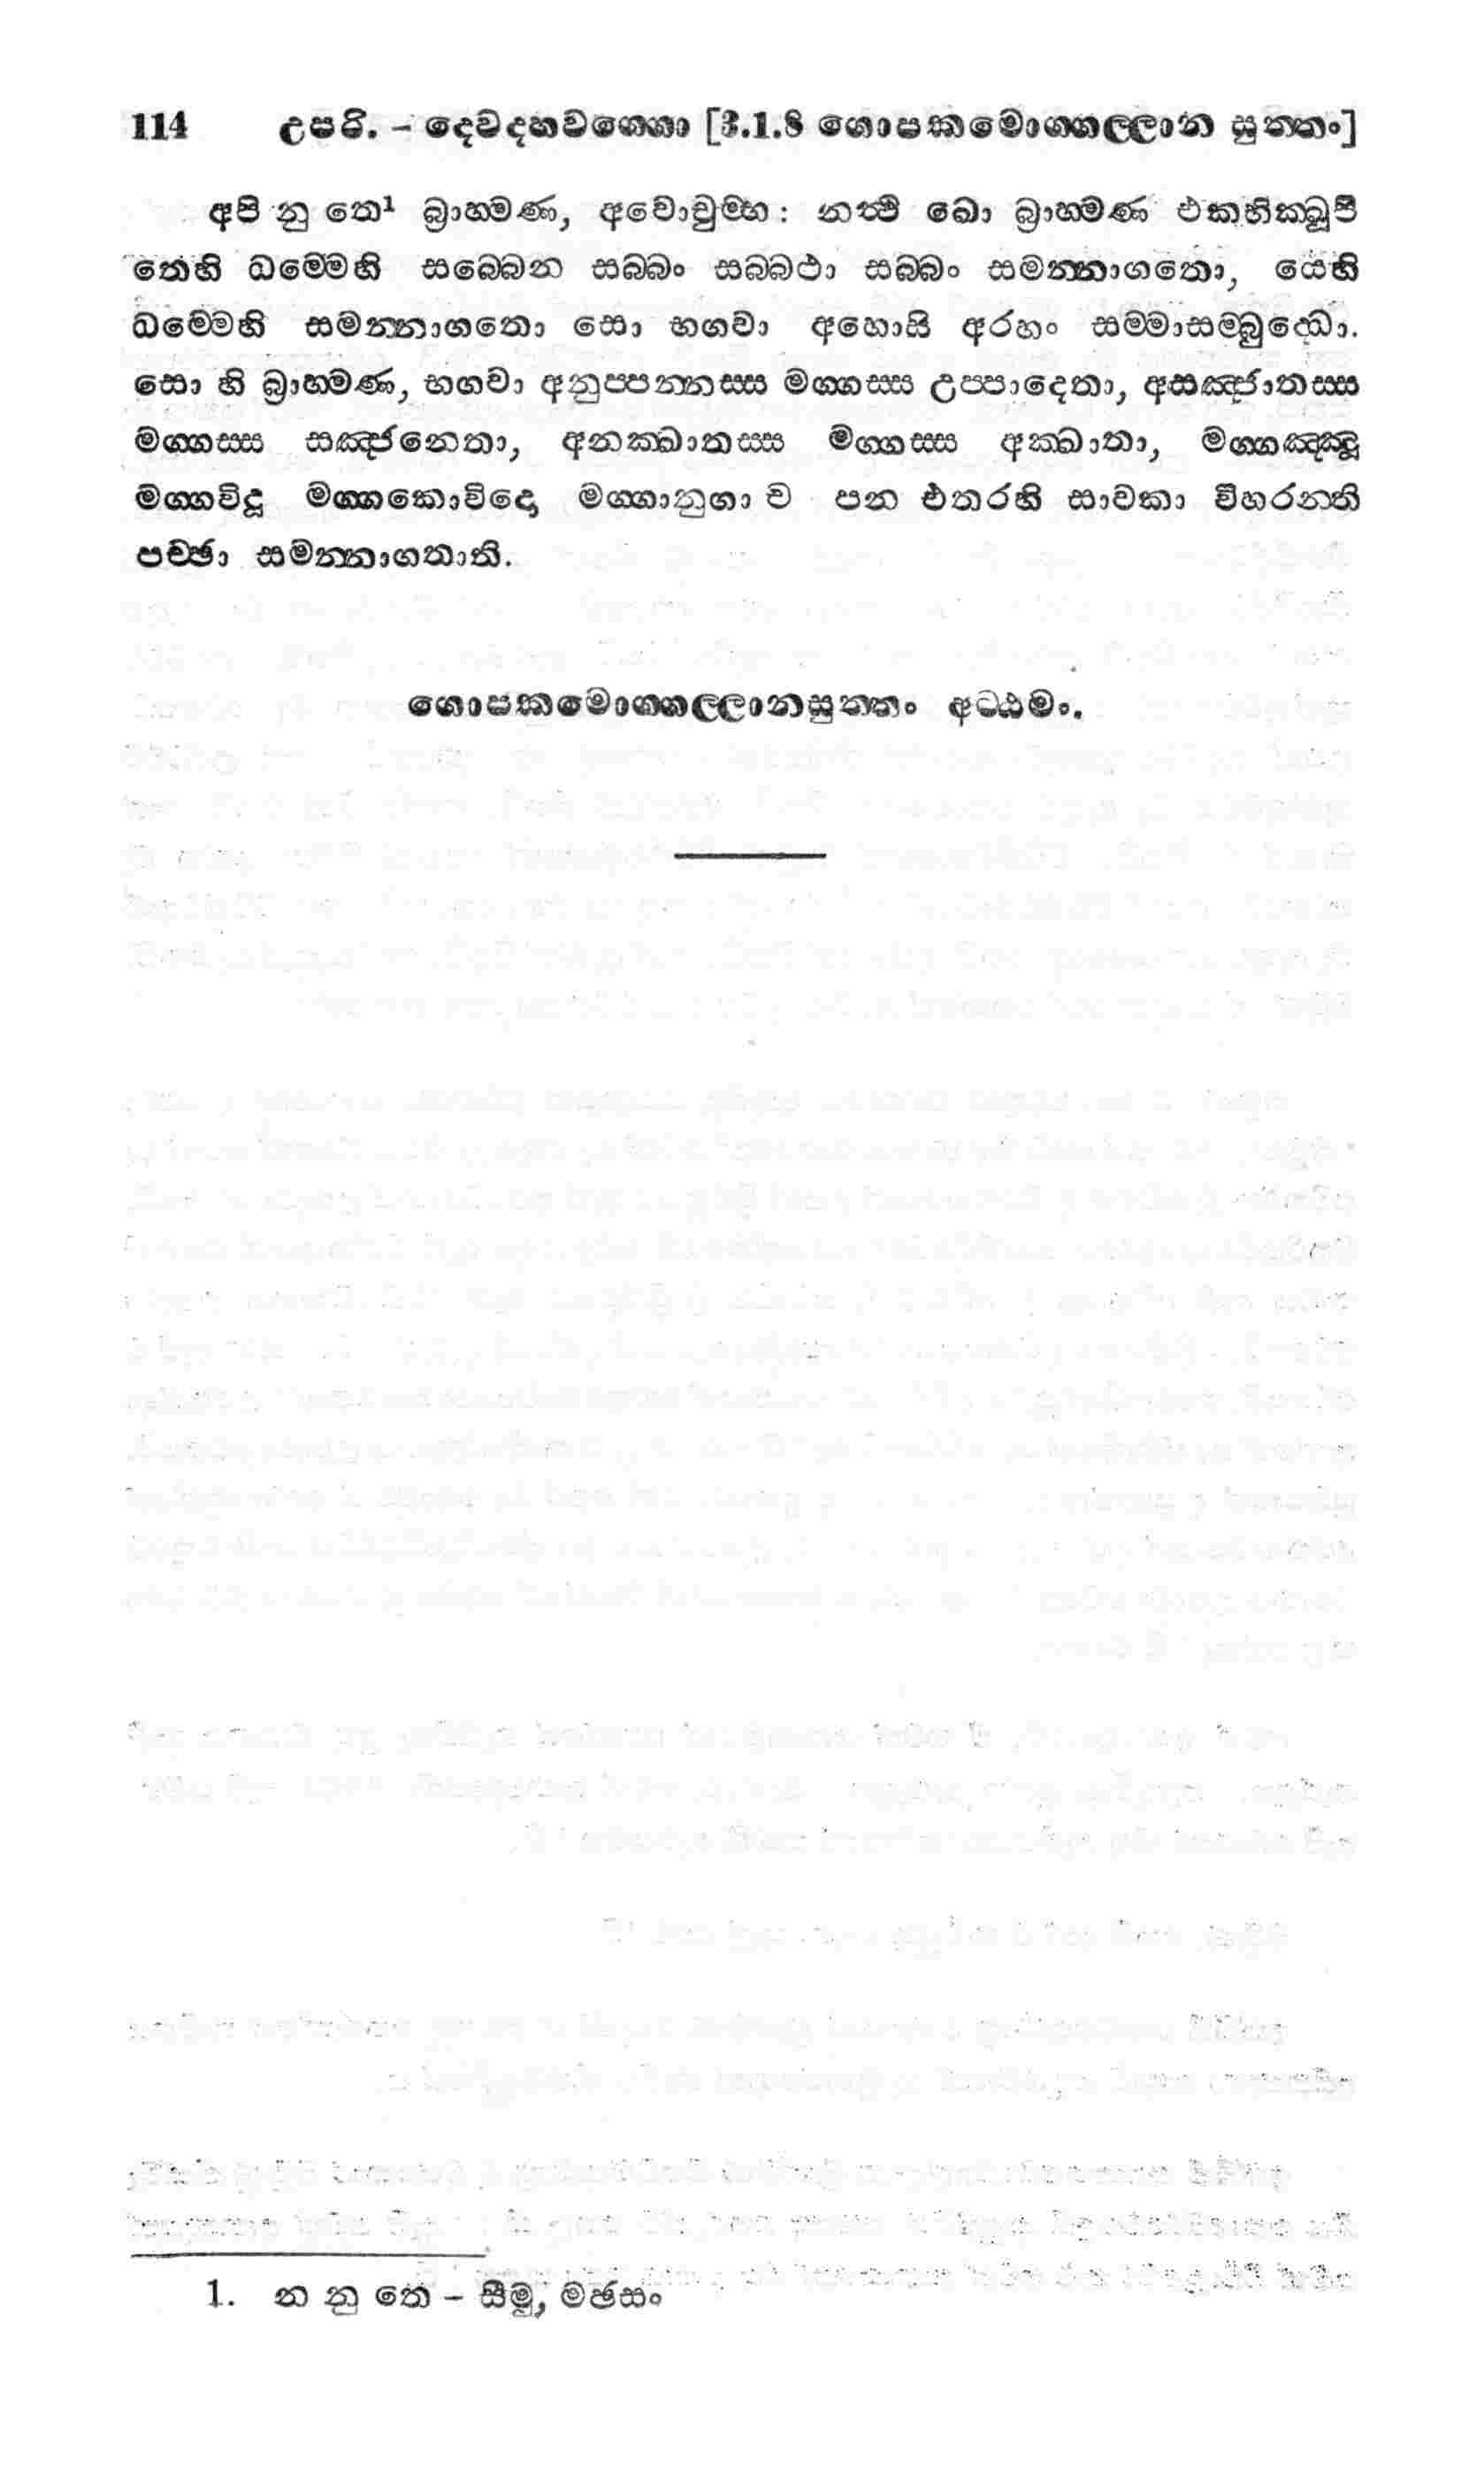 114 උපරි. – දෙවදහවග්ගො [3.1.8 ගොපකමොග්ගල්ලාන සුත්තං]
අපි නු තෙ¹ බ්‍රාහ්මණ, අවොචුම්හ : නත්ථි ඛො බ්‍රාහ්මණ එකභික්ඛුපි
තෙහි ධම්මෙහි සබ්බෙන සබ්බං සබ්බථා සබ්බං සමන්නාගතො, යෙහි
ධම්මෙහි සමන්නාගතො සො භගවා අහොසි අරහං සම්මාසම්බුද්ධො.
සො හි බ්‍රාහ්මණ, භගවා අනුප්පන්නස්ස මග්ගස්ස උප්පාදෙතා, අසඤ්ජාතස්ස
මග්ගස්ස සඤ්ජනෙතා, අනක්ඛාතස්ස මග්ගස්ස අක්ඛාතා, මග්ගඤ්ඤූ
මග්ගවිදූ මග්ගකොවිදො, මග්ගානුගා ච පන එතරහි සාවකා විහරන්ති
පච්ඡා සමන්නාගතාති.
ගොපකමොග්ගල්ලානසුත්තං අට්ඨමං.
1. න නු තෙ – සීමු, මඡසං